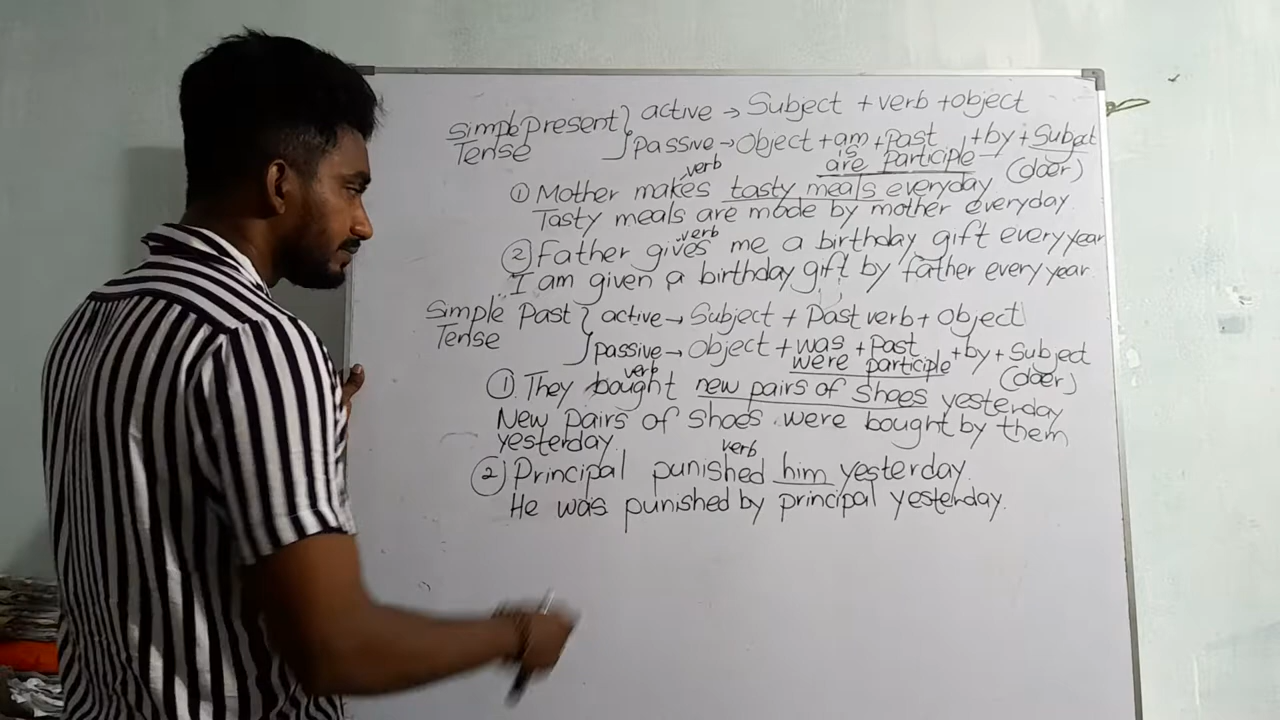 Simple present } active → Subject + verb + object
Tense } Passive → Object + am + Past + by + Subject
is
are participle (doer)
verb
① Mother makes tasty meals everyday
Tasty meals are made by mother everyday.
verb
② Father gives me a birthday gift every year
I am given a birthday gift by father every year.
Simple Past } active → Subject + Past verb + object
Tense } passive → Object + was + Past + by + Subject
were participle (doer)
verb
① They bought new pairs of shoes yesterday
New pairs of shoes were bought by them
yesterday.
verb
② Principal punished him yesterday.
He was punished by principal yesterday.